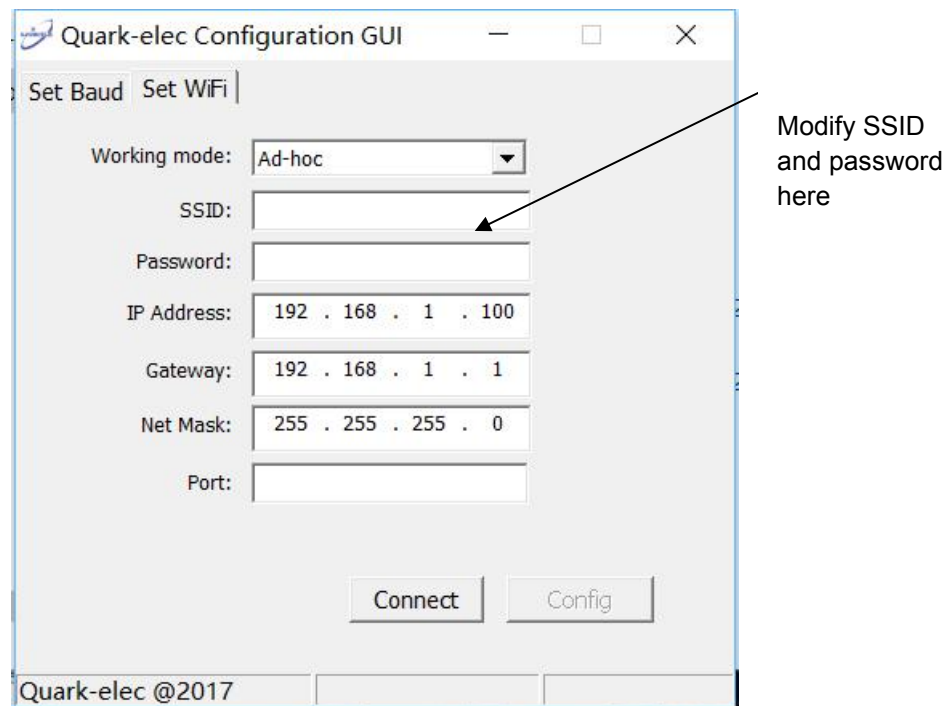 Quark-elec Configuration GUI
Set Baud Set WiFi
Working mode: Ad-hoc
SSID:
Password:
IP Address: 192 . 168 . 1 . 100
Gateway: 192 . 168 . 1 . 1
Net Mask: 255 . 255 . 255 . 0
Port:
Connect Config
Quark-elec @2017
Modify SSID
and password
here